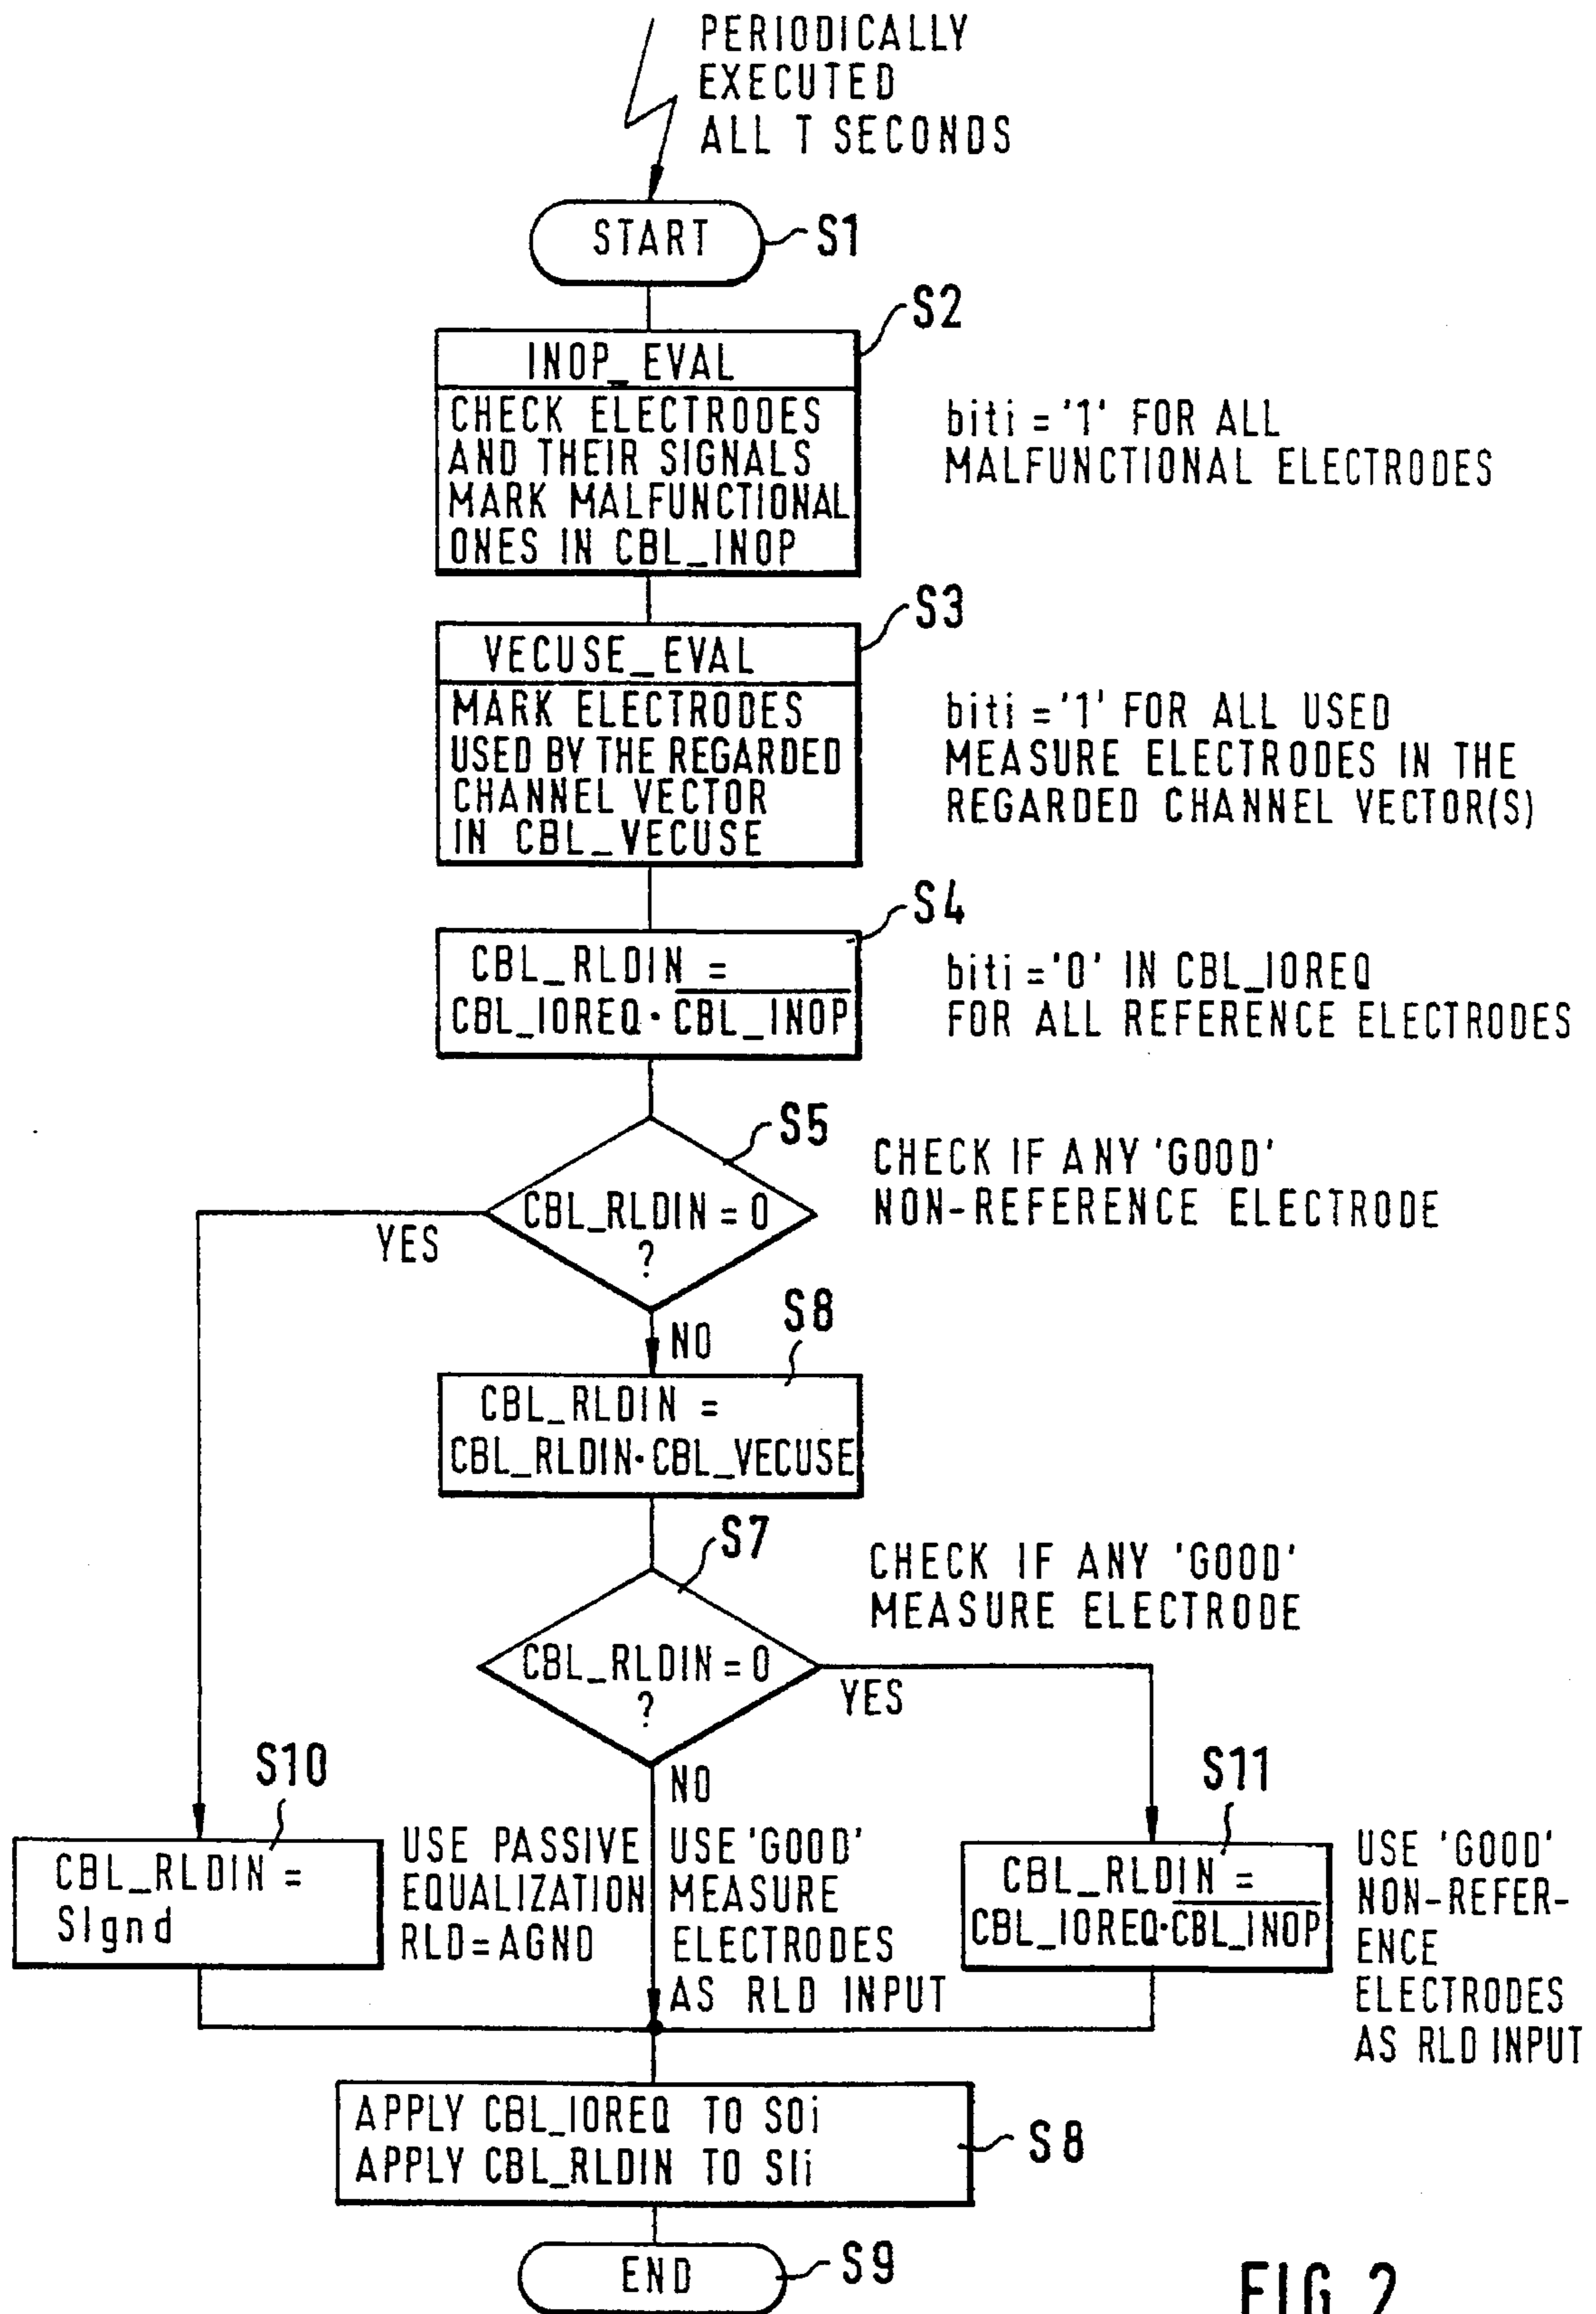 PERIODICALLY
EXECUTED
ALL T SECONDS
START
S1
S2
INOP_EVAL
CHECK ELECTRODES
AND THEIR SIGNALS
MARK MALFUNCTIONAL
ONES IN CBL_INOP
biti = '1' FOR ALL
MALFUNCTIONAL ELECTRODES
S3
VECUSE_EVAL
MARK ELECTRODES
USED BY THE REGARDED
CHANNEL VECTOR
IN CBL_VECUSE
biti = '1' FOR ALL USED
MEASURE ELECTRODES IN THE
REGARDED CHANNEL VECTOR(S)
S4
CBL_RLDIN =
CBL_IOREQ · C̅B̅L̅_̅I̅N̅O̅P̅
biti = '0' IN CBL_IOREQ
FOR ALL REFERENCE ELECTRODES
S5
CBL_RLDIN = 0
?
CHECK IF ANY 'GOOD'
NON-REFERENCE ELECTRODE
YES
NO
S8
CBL_RLDIN =
CBL_RLDIN · CBL_VECUSE
S7
CHECK IF ANY 'GOOD'
MEASURE ELECTRODE
CBL_RLDIN = 0
?
YES
NO
S10
CBL_RLDIN =
SIgnd
USE PASSIVE
EQUALIZATION
RLD=AGND
USE 'GOOD'
MEASURE
ELECTRODES
AS RLD INPUT
S11
CBL_RLDIN =
CBL_IOREQ · C̅B̅L̅_̅I̅N̅O̅P̅
USE 'GOOD'
NON-REFER-
ENCE
ELECTRODES
AS RLD INPUT
APPLY CBL_IOREQ TO SOi
APPLY CBL_RLDIN TO SIi
S8
END
S9
FIG. 2